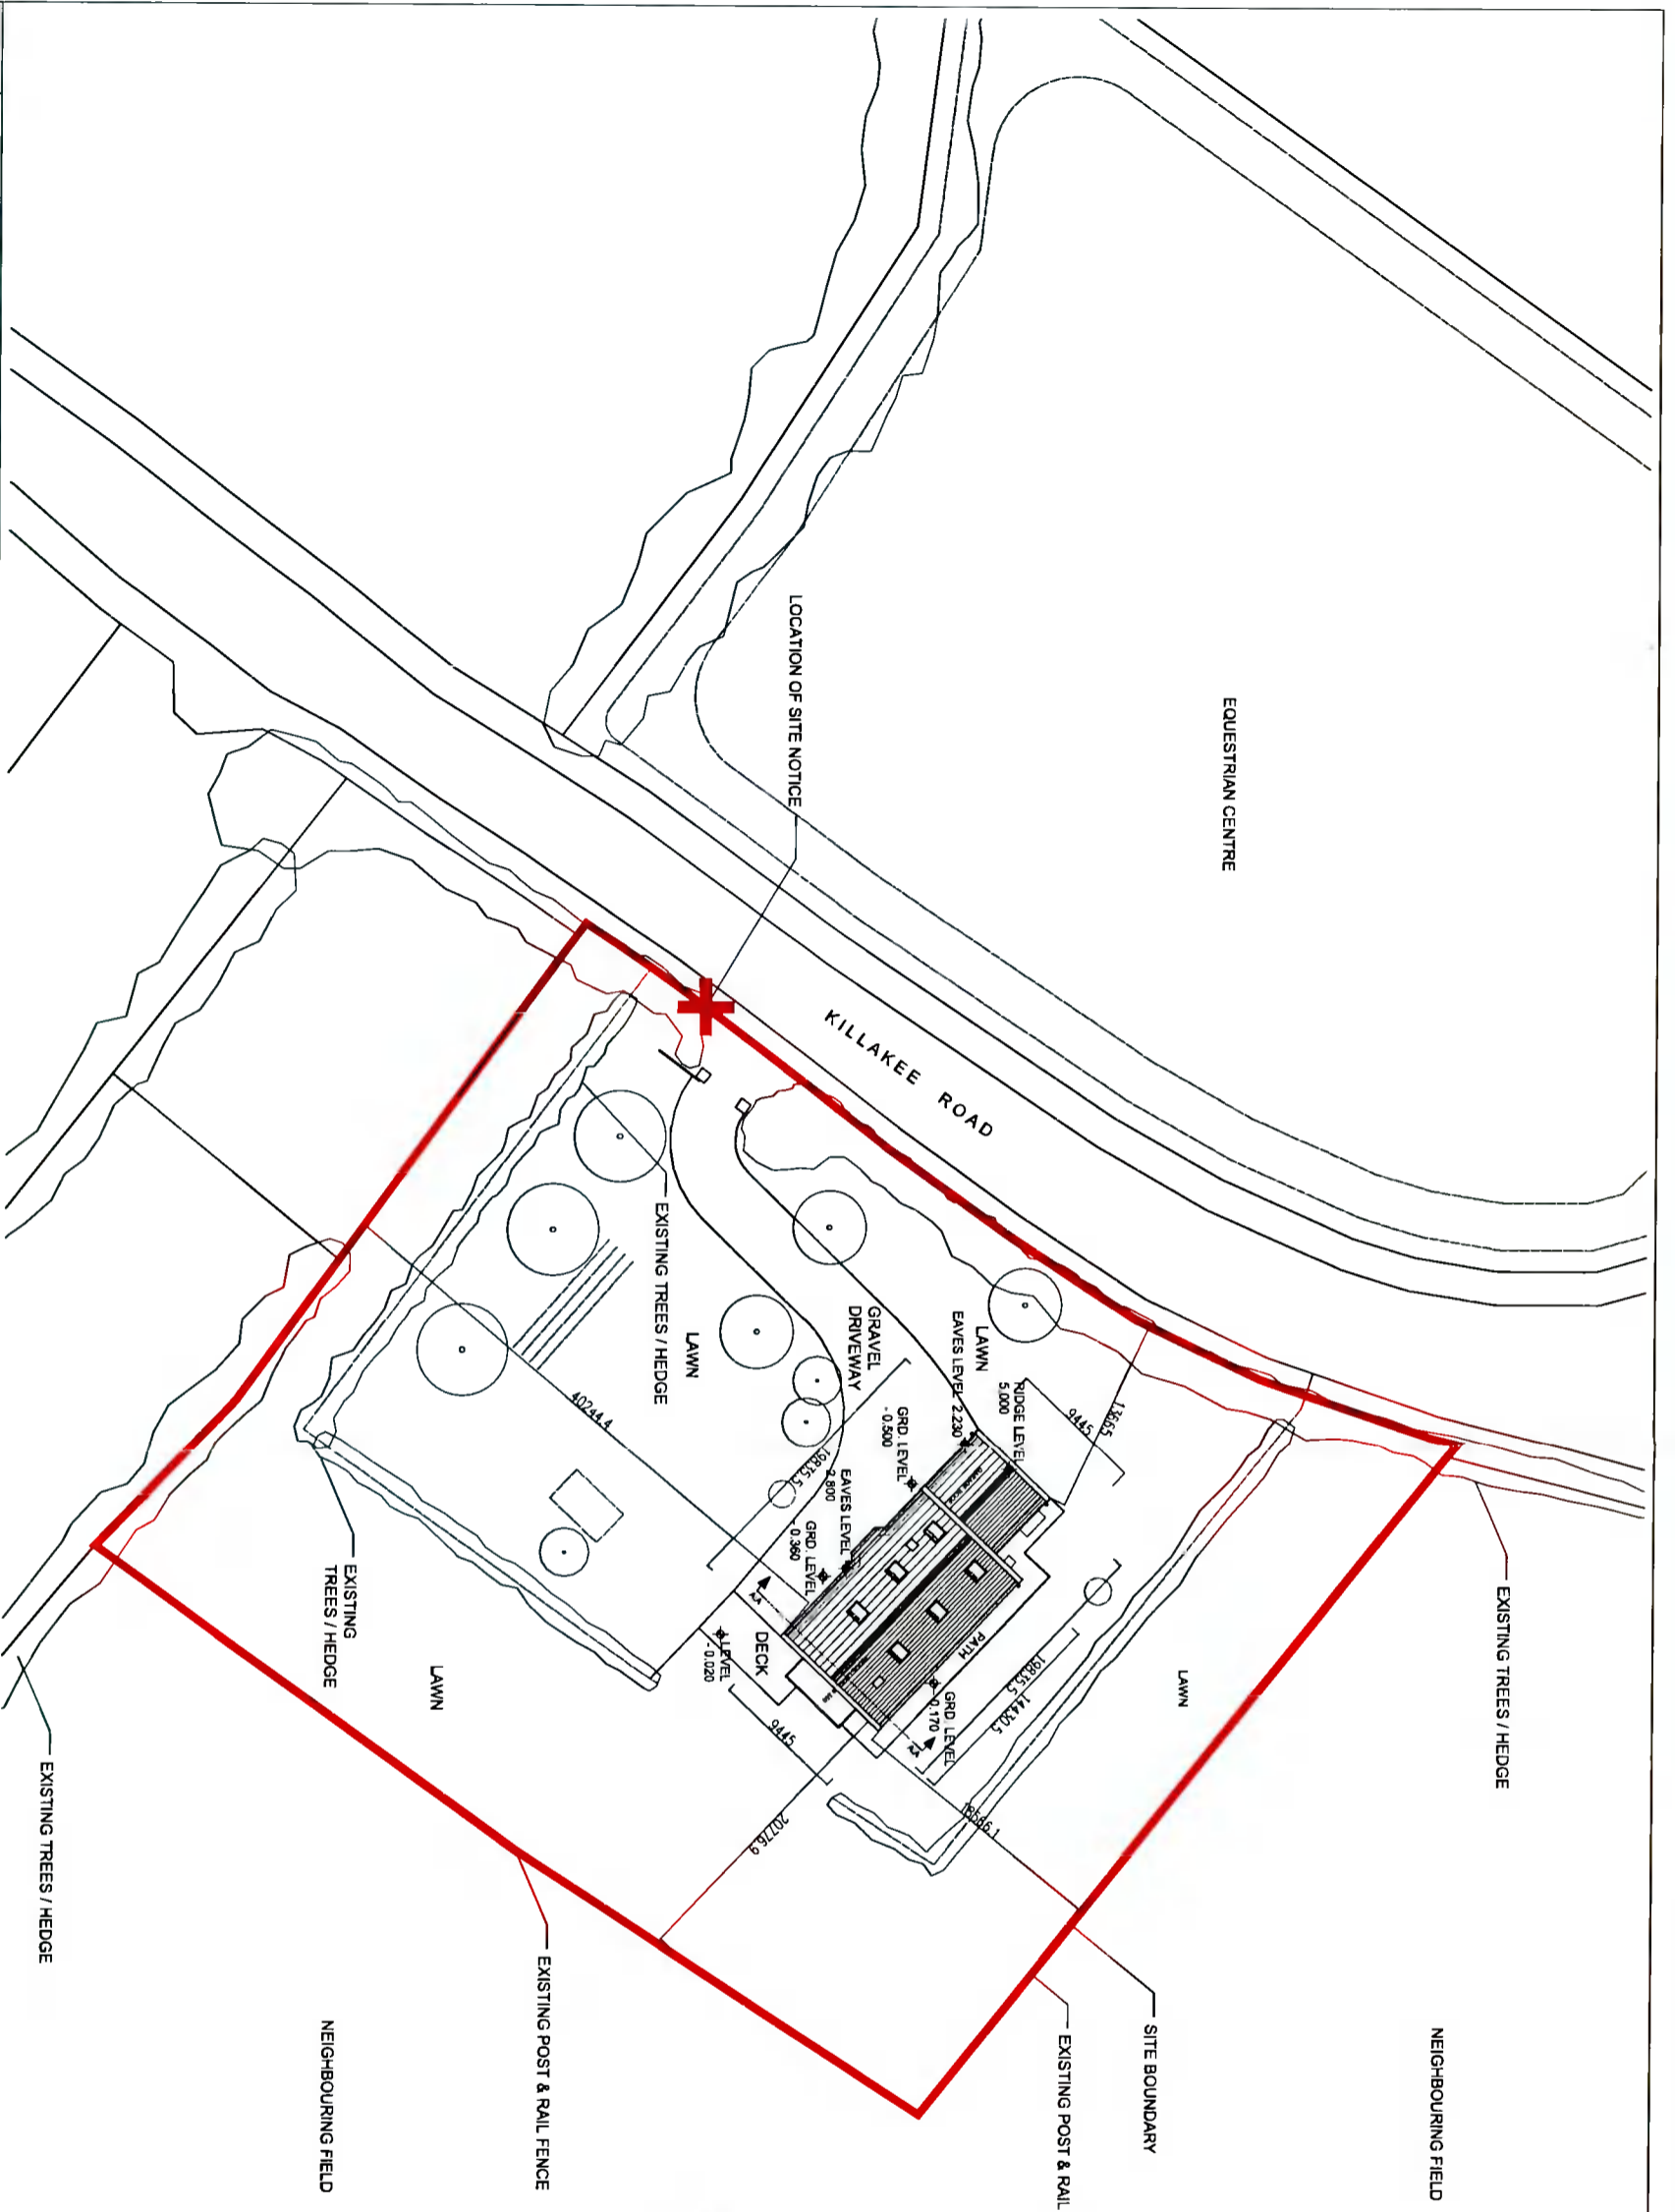 EQUESTRIAN CENTRE
LOCATION OF SITE NOTICE
KILLAKEE ROAD
EXISTING TREES / HEDGE
LAWN
GRAVEL
DRIVEWAY
LAWN
EAVES LEVEL 2.230
RIDGE LEVEL
5.000
GRD. LEVEL
- 0.500
EAVES LEVEL
2.800
GRD. LEVEL
- 0.360
13665
9445
19835.5
40244.4
AA
DECK
LEVEL
- 0.020
PATH
GRD. LEVEL
- 0.170
AA
19835.5
14430.5
18566.1
9445
20776.9
LAWN
LAWN
EXISTING TREES / HEDGE
EXISTING
TREES / HEDGE
EXISTING TREES / HEDGE
EXISTING POST & RAIL FENCE
EXISTING POST & RAIL
SITE BOUNDARY
NEIGHBOURING FIELD
NEIGHBOURING FIELD